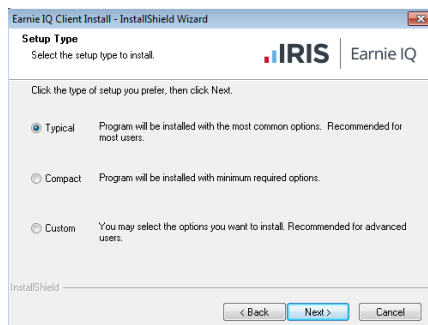 Earnie IQ Client Install - InstallShield Wizard
Setup Type
Select the setup type to install.
IRIS Earnie IQ
Click the type of setup you prefer, then click Next.
Typical Program will be installed with the most common options. Recommended for
most users.
Compact Program will be installed with minimum required options.
Custom You may select the options you want to install. Recommended for advanced
users.
InstallShield
< Back Next > Cancel